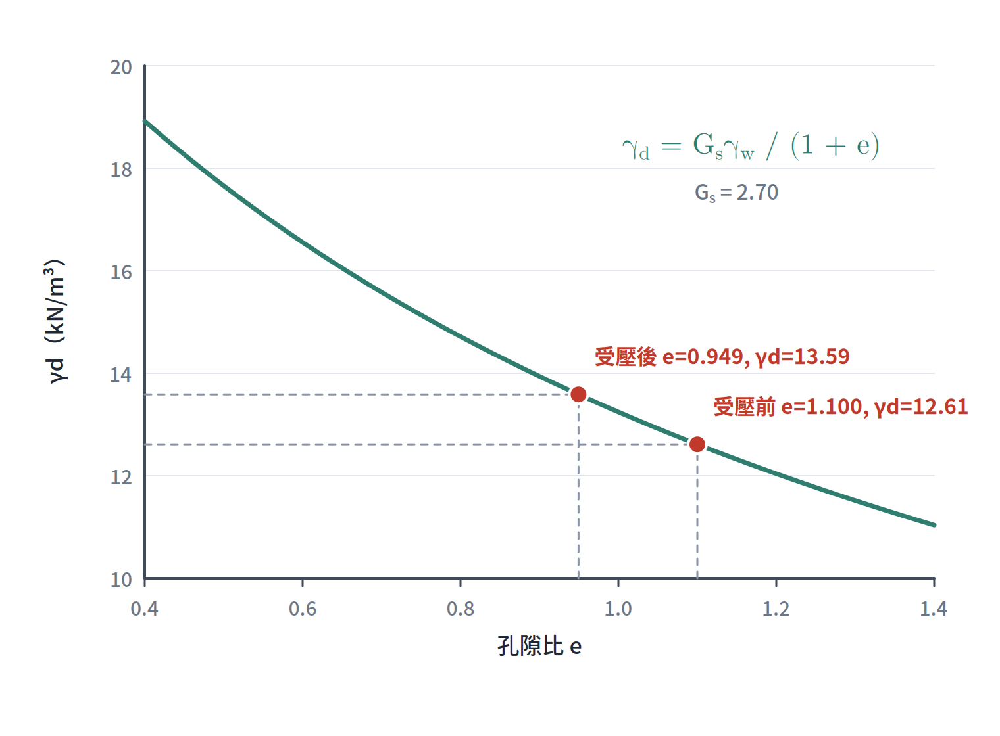 20
18
16
14
12
10
γd（kN/m³）
γd = Gsγw / (1 + e)
Gs = 2.70
受壓後 e=0.949, γd=13.59
受壓前 e=1.100, γd=12.61
0.4 0.6 0.8 1.0 1.2 1.4
孔隙比 e